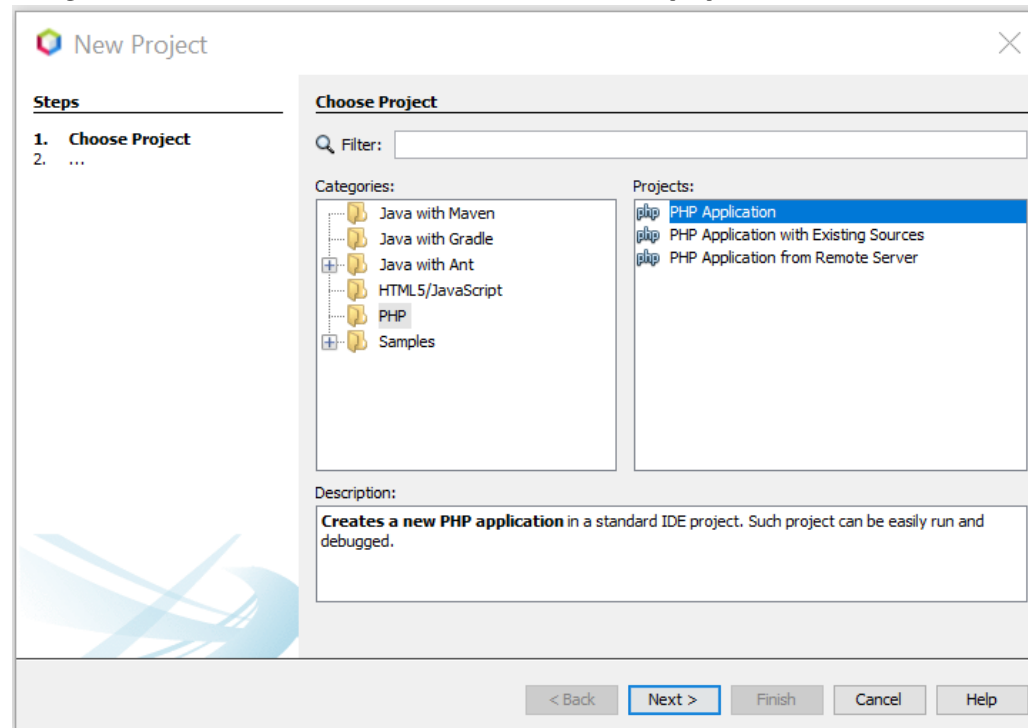 New Project
Steps
1. Choose Project
2. ...
Choose Project
Filter:
Categories:
Java with Maven
Java with Gradle
Java with Ant
HTML5/JavaScript
PHP
Samples
Projects:
php PHP Application
php PHP Application with Existing Sources
php PHP Application from Remote Server
Description:
Creates a new PHP application in a standard IDE project. Such project can be easily run and
debugged.
< Back Next > Finish Cancel Help